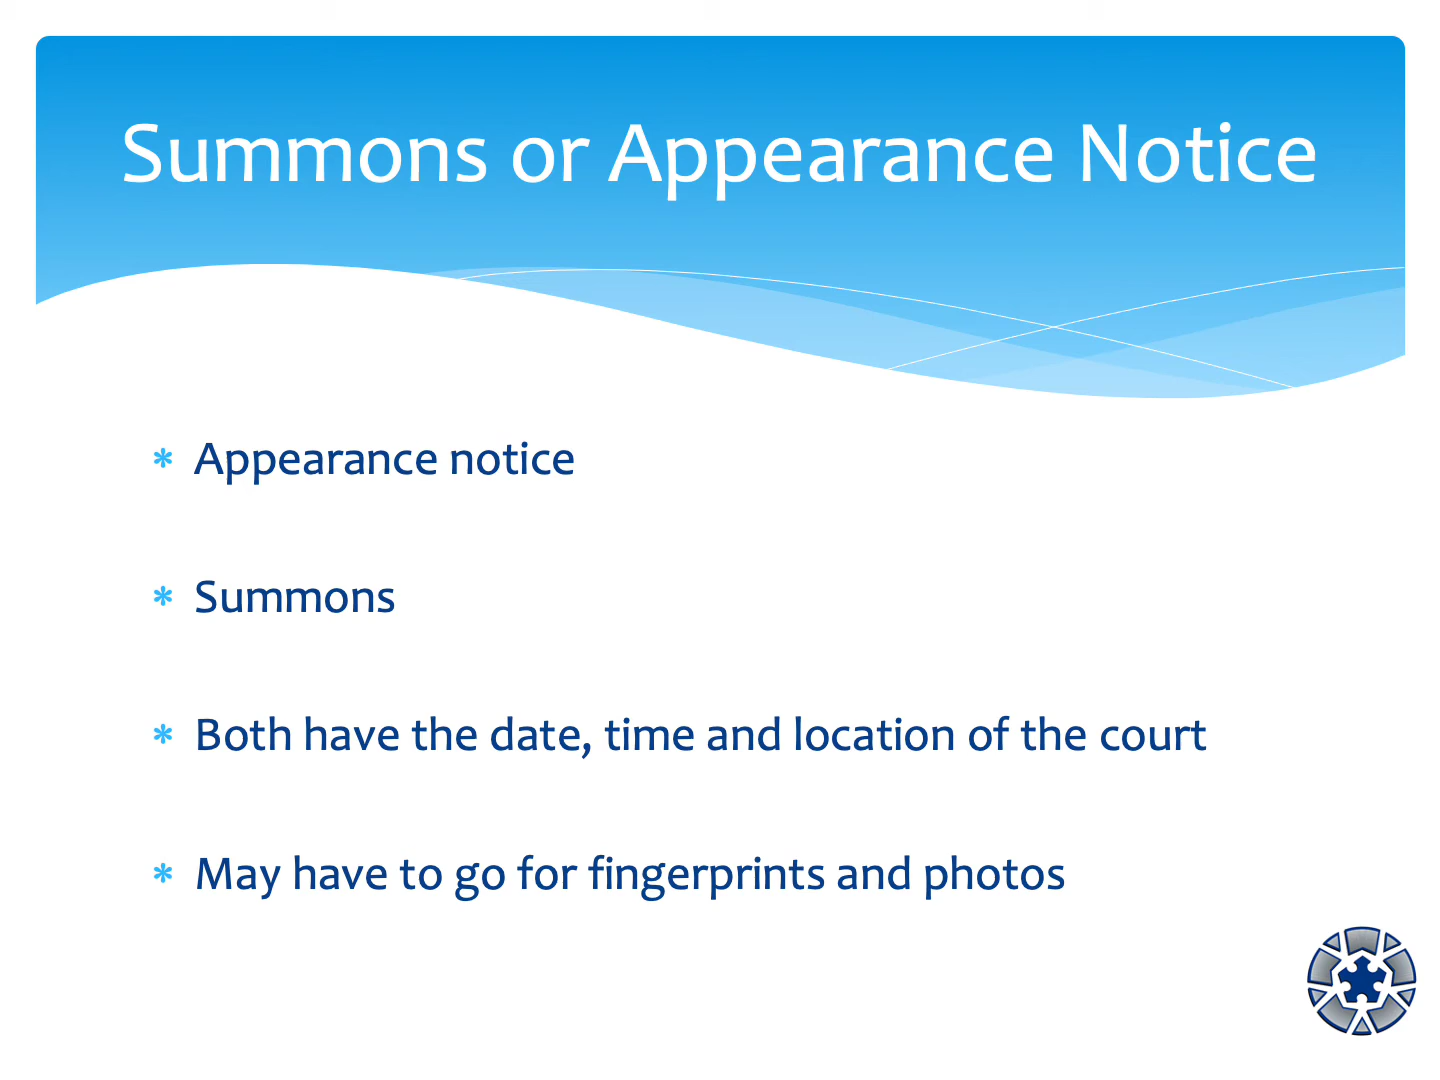 Summons or Appearance Notice
* Appearance notice
* Summons
* Both have the date, time and location of the court
* May have to go for fingerprints and photos